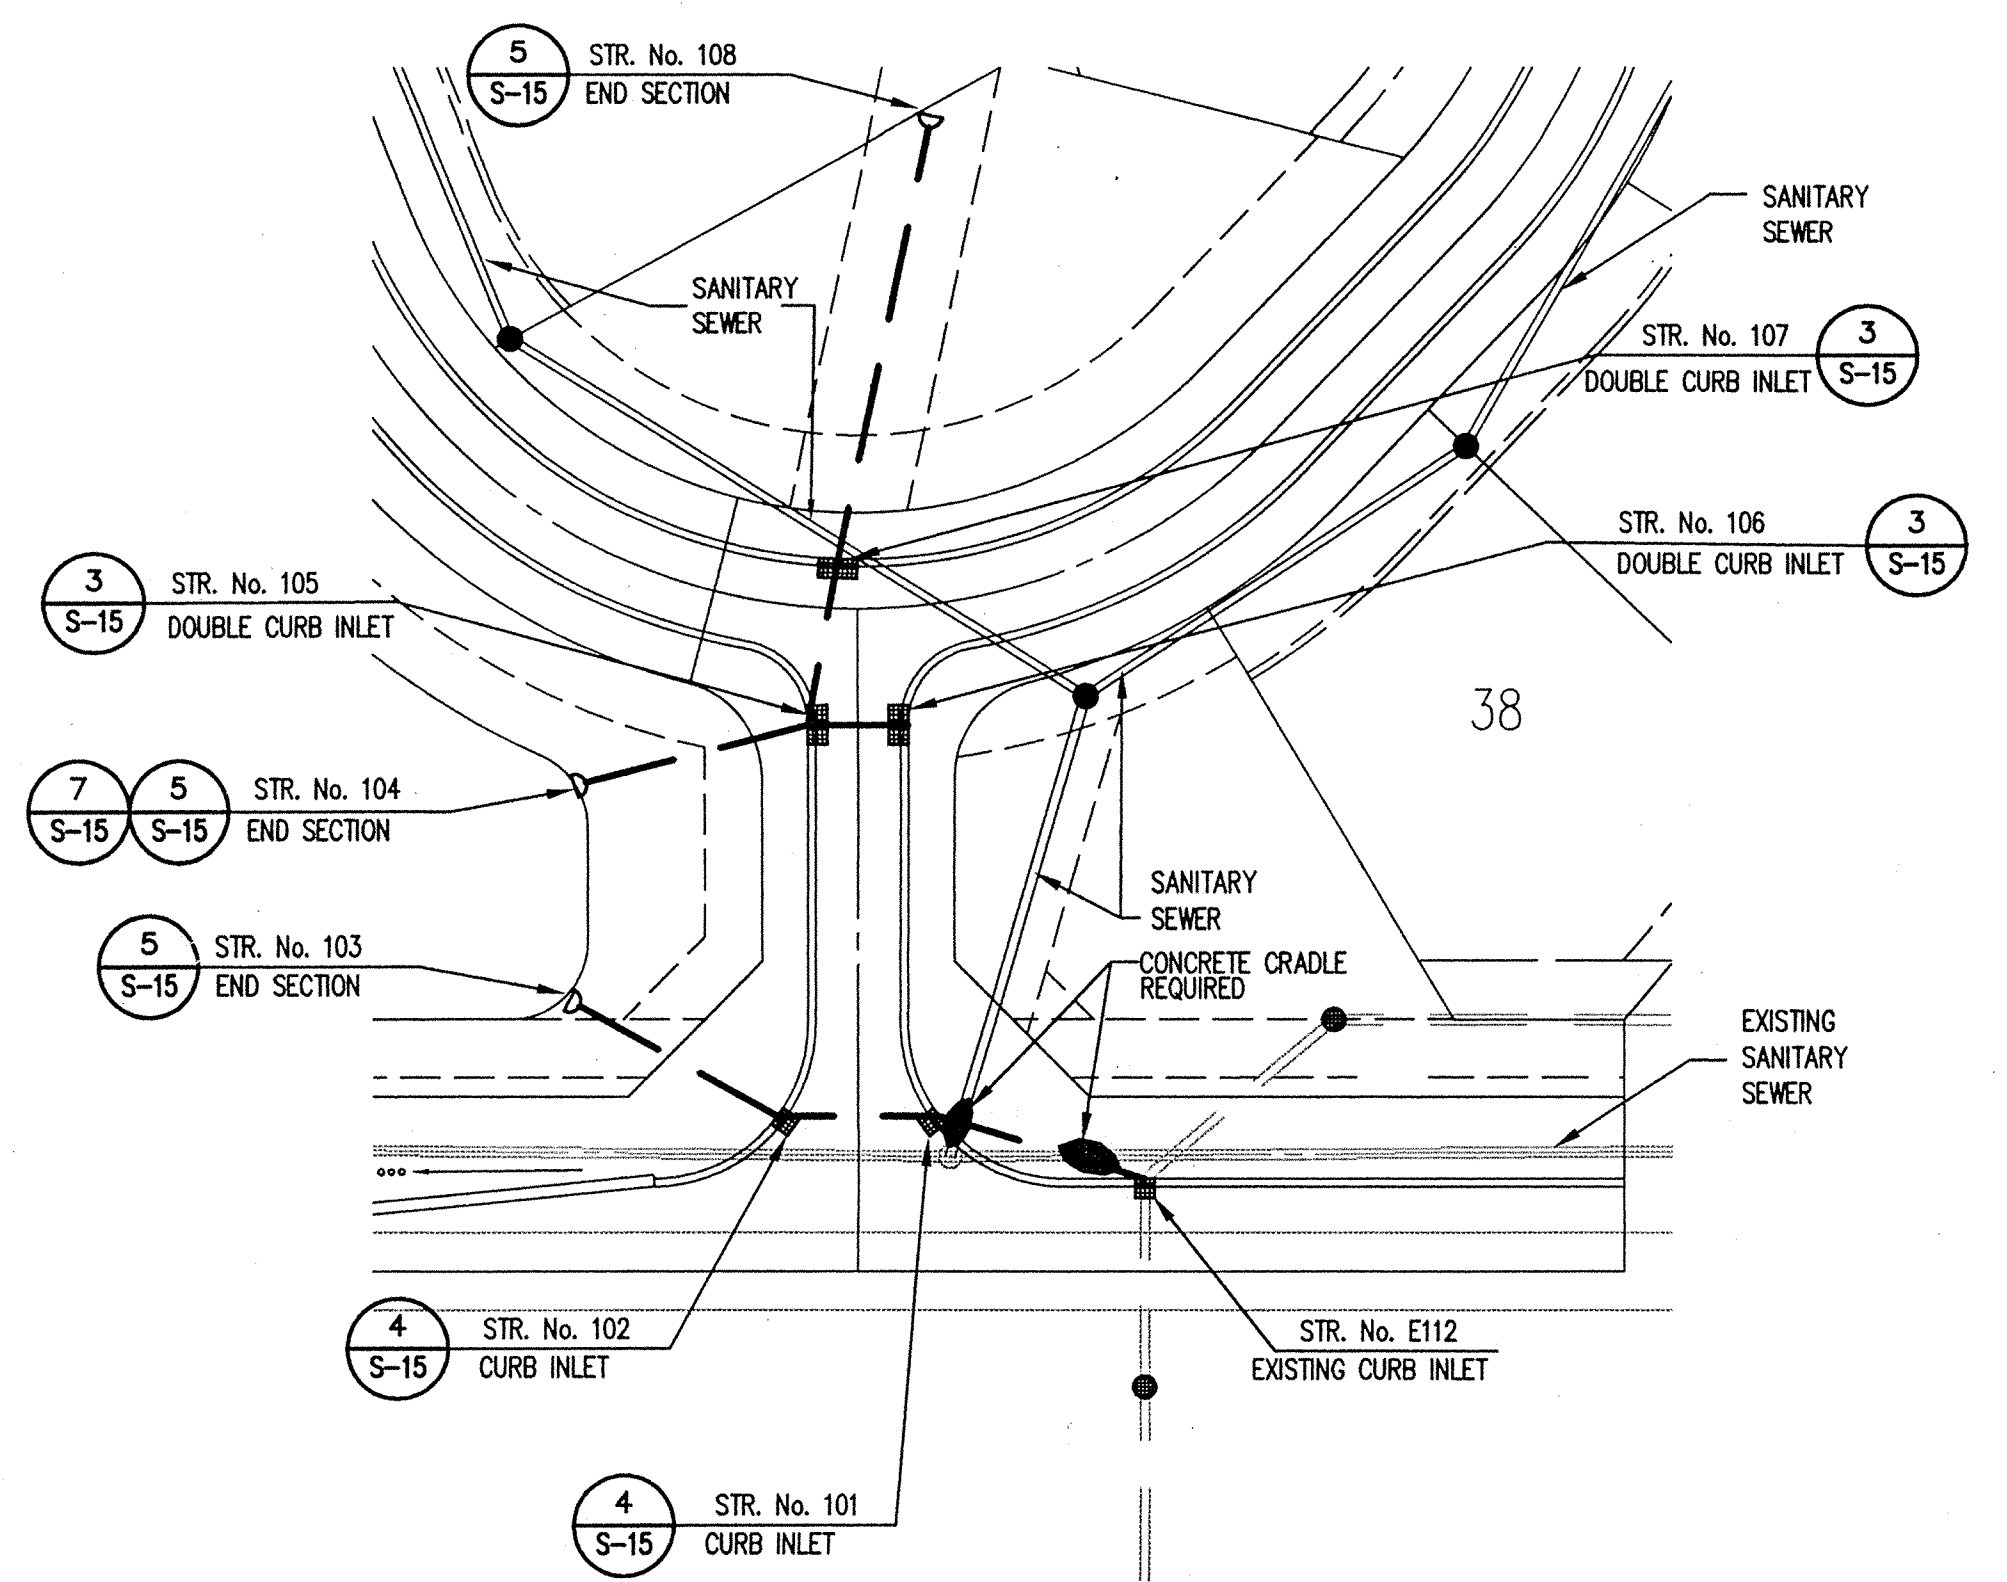 5
S-15
STR. No. 108
END SECTION
SANITARY
SEWER
SANITARY
SEWER
STR. No. 107
DOUBLE CURB INLET
3
S-15
STR. No. 106
DOUBLE CURB INLET
3
S-15
3
S-15
STR. No. 105
DOUBLE CURB INLET
38
7
S-15
5
S-15
STR. No. 104
END SECTION
SANITARY
SEWER
5
S-15
STR. No. 103
END SECTION
CONCRETE CRADLE
REQUIRED
EXISTING
SANITARY
SEWER
4
S-15
STR. No. 102
CURB INLET
STR. No. E112
EXISTING CURB INLET
4
S-15
STR. No. 101
CURB INLET